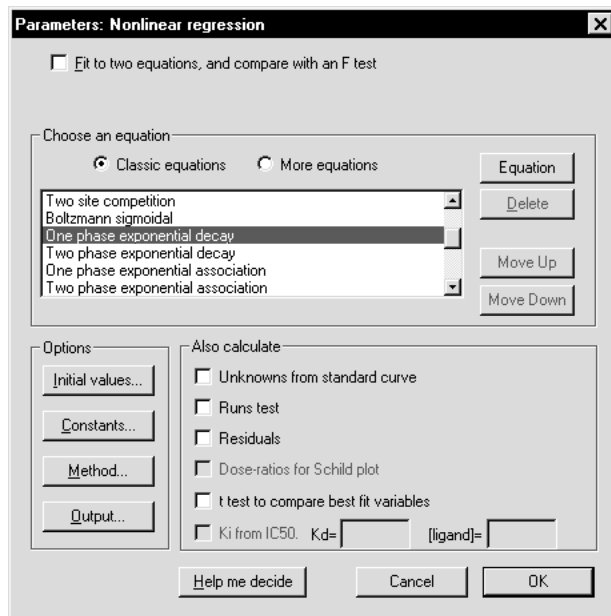 Parameters: Nonlinear regression
Fit to two equations, and compare with an F test
Choose an equation
Classic equations More equations
Equation
Two site competition
Boltzmann sigmoidal
One phase exponential decay
Two phase exponential decay
One phase exponential association
Two phase exponential association
Delete
Move Up
Move Down
Options
Initial values...
Constants...
Method...
Output...
Also calculate
Unknowns from standard curve
Runs test
Residuals
Dose-ratios for Schild plot
t test to compare best fit variables
Ki from IC50. Kd= [ligand]=
Help me decide Cancel OK